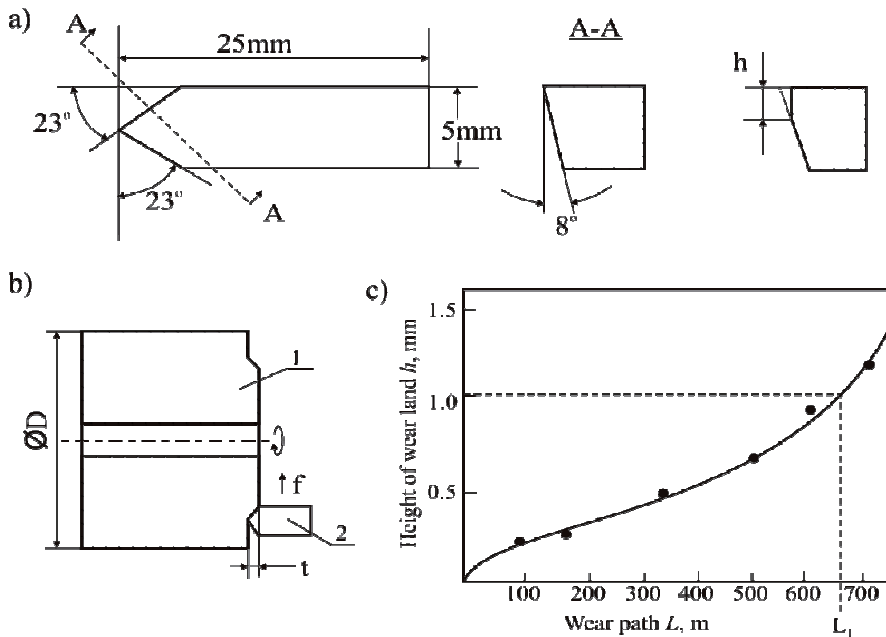 a)
A
25mm
A-A
h
23°
5mm
23°
A
8°
b)
c)
1
ØD
f
2
t
Height of wear land h, mm
1.5
1.0
0.5
100 200 300 400 500 600 700
Wear path L, m
L₁